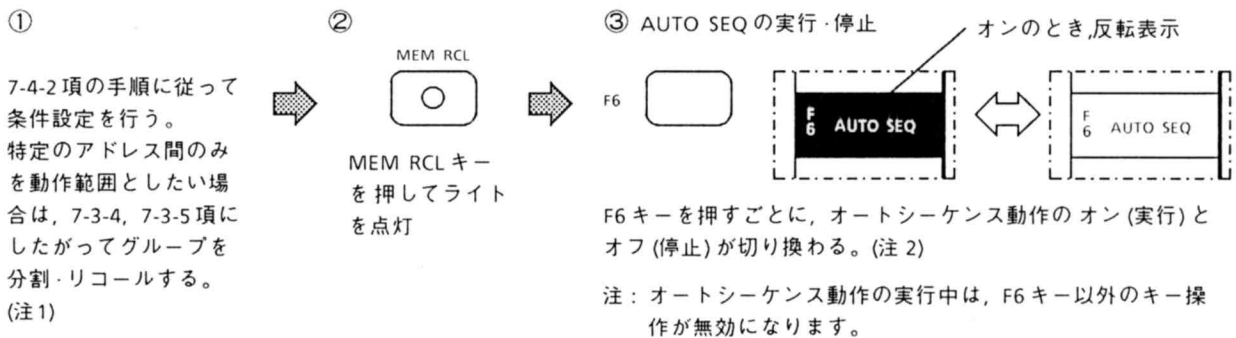 ①
7-4-2項の手順に従って
条件設定を行う。
特定のアドレス間のみ
を動作範囲としたい場
合は, 7-3-4, 7-3-5項に
したがってグループを
分割·リコールする。
(注1)
②
MEM RCL
MEM RCLキー
を押してライト
を点灯
③ AUTO SEQの実行·停止
オンのとき,反転表示
F6
F6 AUTO SEQ
F6 AUTO SEQ
F6キーを押すごとに, オートシーケンス動作のオン(実行)と
オフ(停止)が切り換わる。(注2)
注: オートシーケンス動作の実行中は, F6キー以外のキー操
作が無効になります。